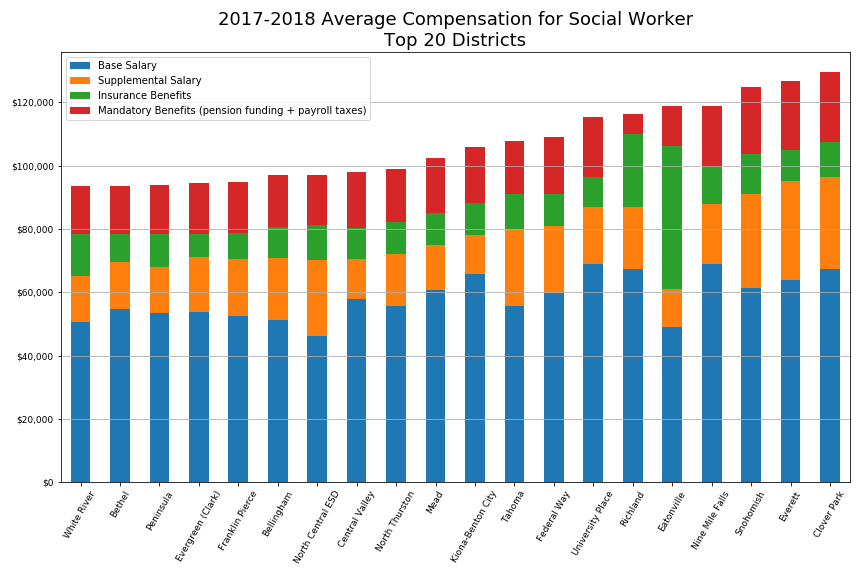 2017-2018 Average Compensation for Social Worker
Top 20 Districts
Base Salary
Supplemental Salary
Insurance Benefits
Mandatory Benefits (pension funding + payroll taxes)
$120,000
$100,000
$80,000
$60,000
$40,000
$20,000
$0
White River
Bethel
Peninsula
Evergreen (Clark)
Franklin Pierce
Bellingham
North Central ESD
Central Valley
North Thurston
Mead
Kiona-Benton City
Tahoma
Federal Way
University Place
Richland
Eatonville
Nine Mile Falls
Snohomish
Everett
Clover Park